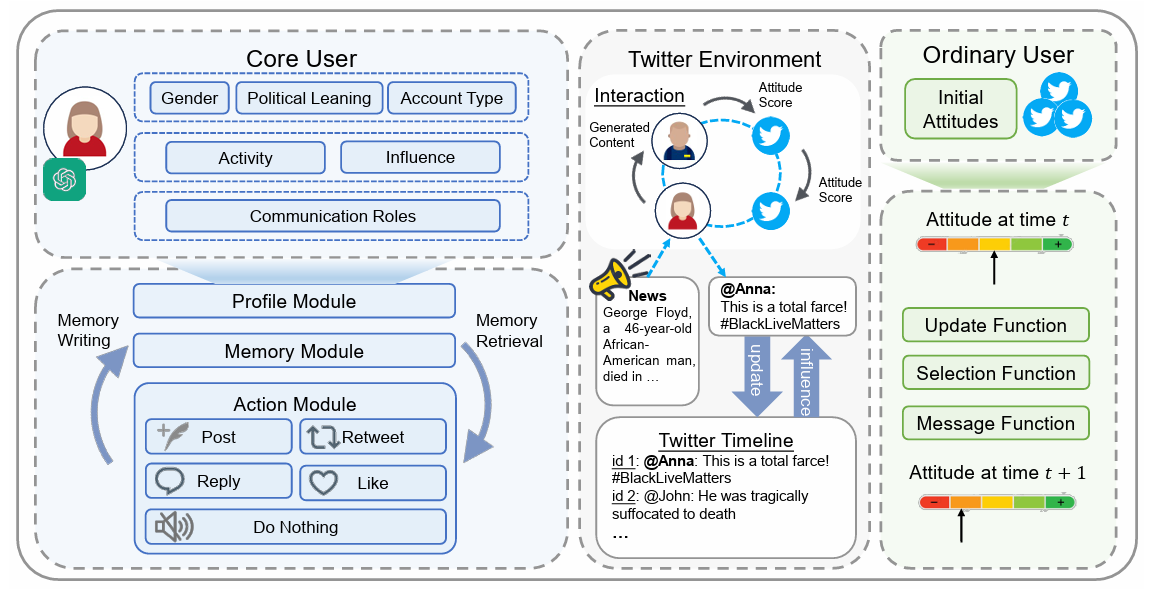 Core User
Gender
Political Leaning
Account Type
Activity
Influence
Communication Roles
Profile Module
Memory Module
Memory
Writing
Memory
Retrieval
Action Module
Post
Retweet
Reply
Like
Do Nothing
Twitter Environment
Interaction
Attitude
Score
Generated
Content
Attitude
Score
News
George Floyd,
a 46-year-old
African-
American man,
died in …
@Anna:
This is a total farce!
#BlackLiveMatters
update
influence
Twitter Timeline
id 1: @Anna: This is a total farce!
#BlackLiveMatters
id 2: @John: He was tragically
suffocated to death
…
Ordinary User
Initial
Attitudes
Attitude at time t
− +
Update Function
Selection Function
Message Function
Attitude at time t + 1
− +